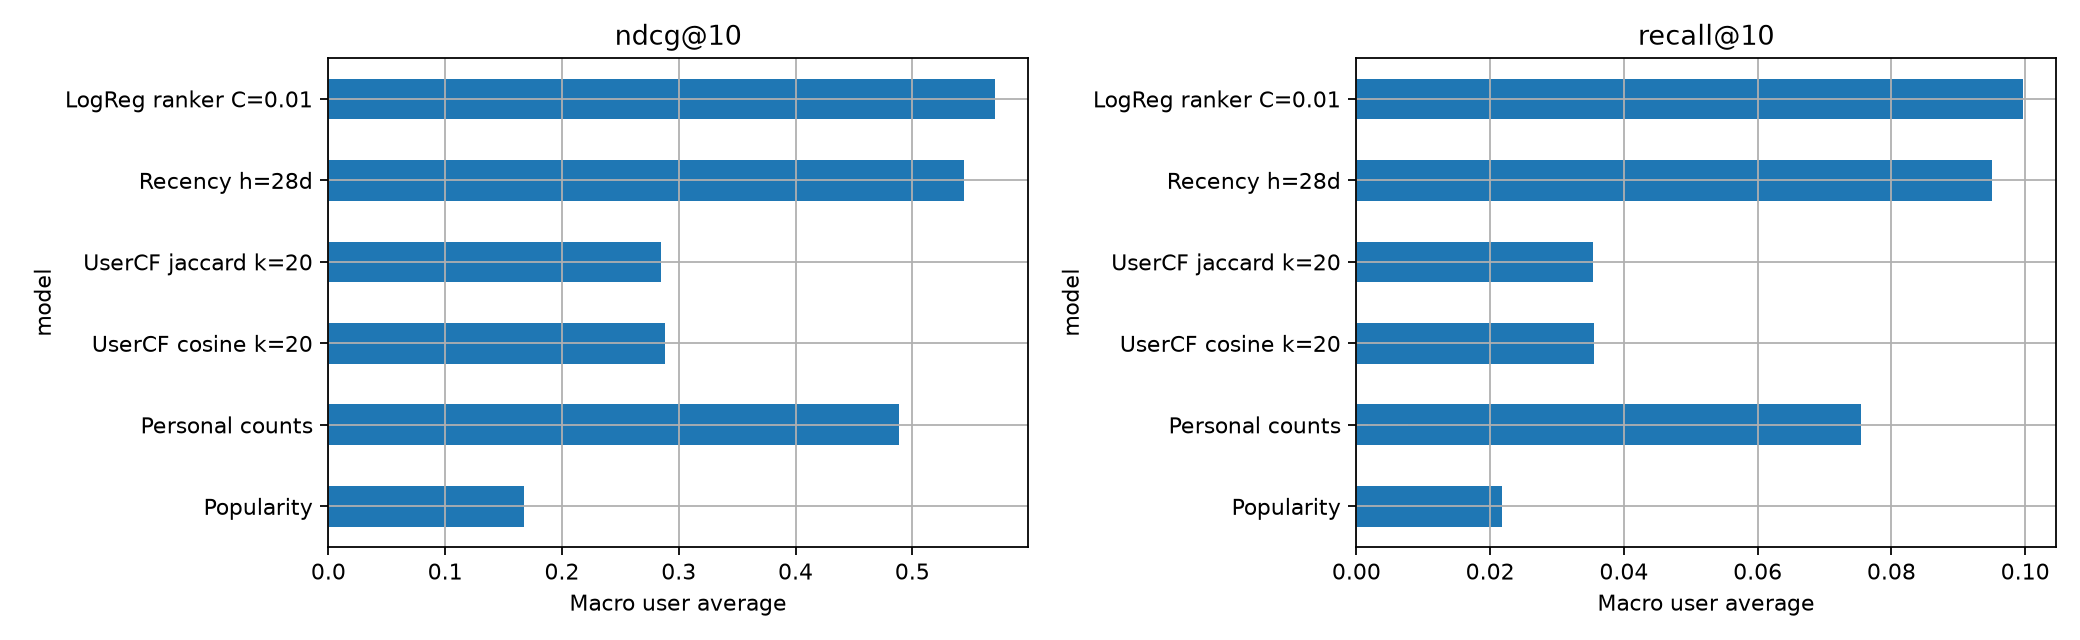 ndcg@10
LogReg ranker C=0.01
Recency h=28d
UserCF jaccard k=20
UserCF cosine k=20
Personal counts
Popularity
model
0.0 0.1 0.2 0.3 0.4 0.5
Macro user average
recall@10
LogReg ranker C=0.01
Recency h=28d
UserCF jaccard k=20
UserCF cosine k=20
Personal counts
Popularity
model
0.00 0.02 0.04 0.06 0.08 0.10
Macro user average